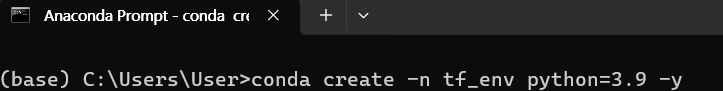 Anaconda Prompt - conda cre
(base) C:\Users\User>conda create -n tf_env python=3.9 -y